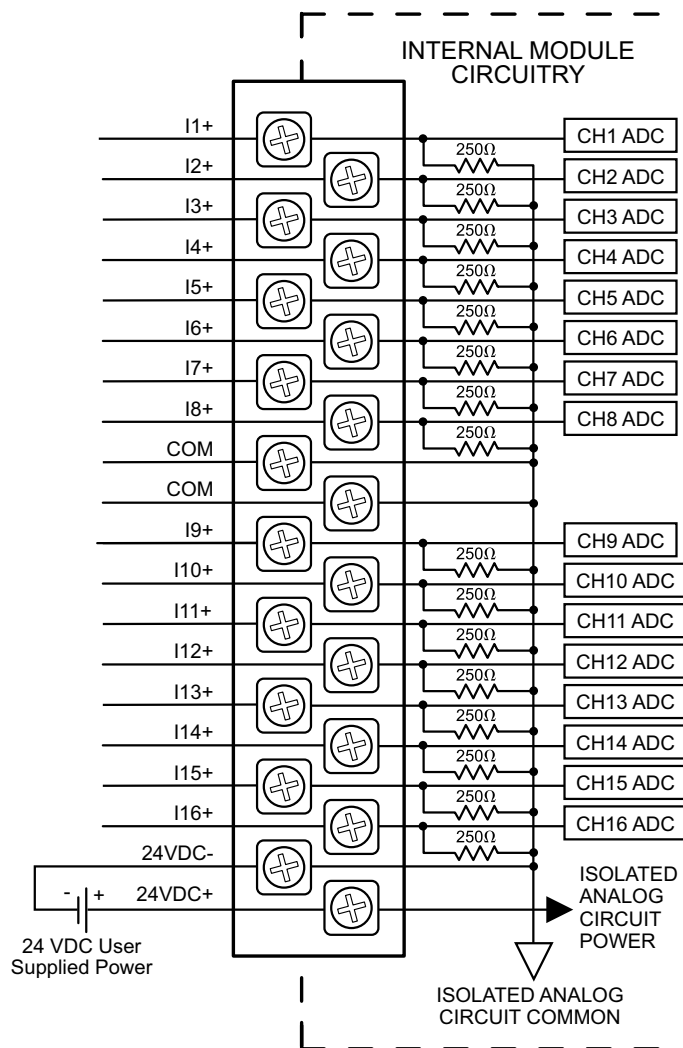 INTERNAL MODULE
CIRCUITRY
I1+
250Ω
CH1 ADC
I2+
250Ω
CH2 ADC
I3+
250Ω
CH3 ADC
I4+
250Ω
CH4 ADC
I5+
250Ω
CH5 ADC
I6+
250Ω
CH6 ADC
I7+
250Ω
CH7 ADC
I8+
250Ω
CH8 ADC
COM
COM
I9+
250Ω
CH9 ADC
I10+
250Ω
CH10 ADC
I11+
250Ω
CH11 ADC
I12+
250Ω
CH12 ADC
I13+
250Ω
CH13 ADC
I14+
250Ω
CH14 ADC
I15+
250Ω
CH15 ADC
I16+
250Ω
CH16 ADC
24VDC-
- +
24VDC+
24 VDC User
Supplied Power
ISOLATED
ANALOG
CIRCUIT
POWER
ISOLATED ANALOG
CIRCUIT COMMON